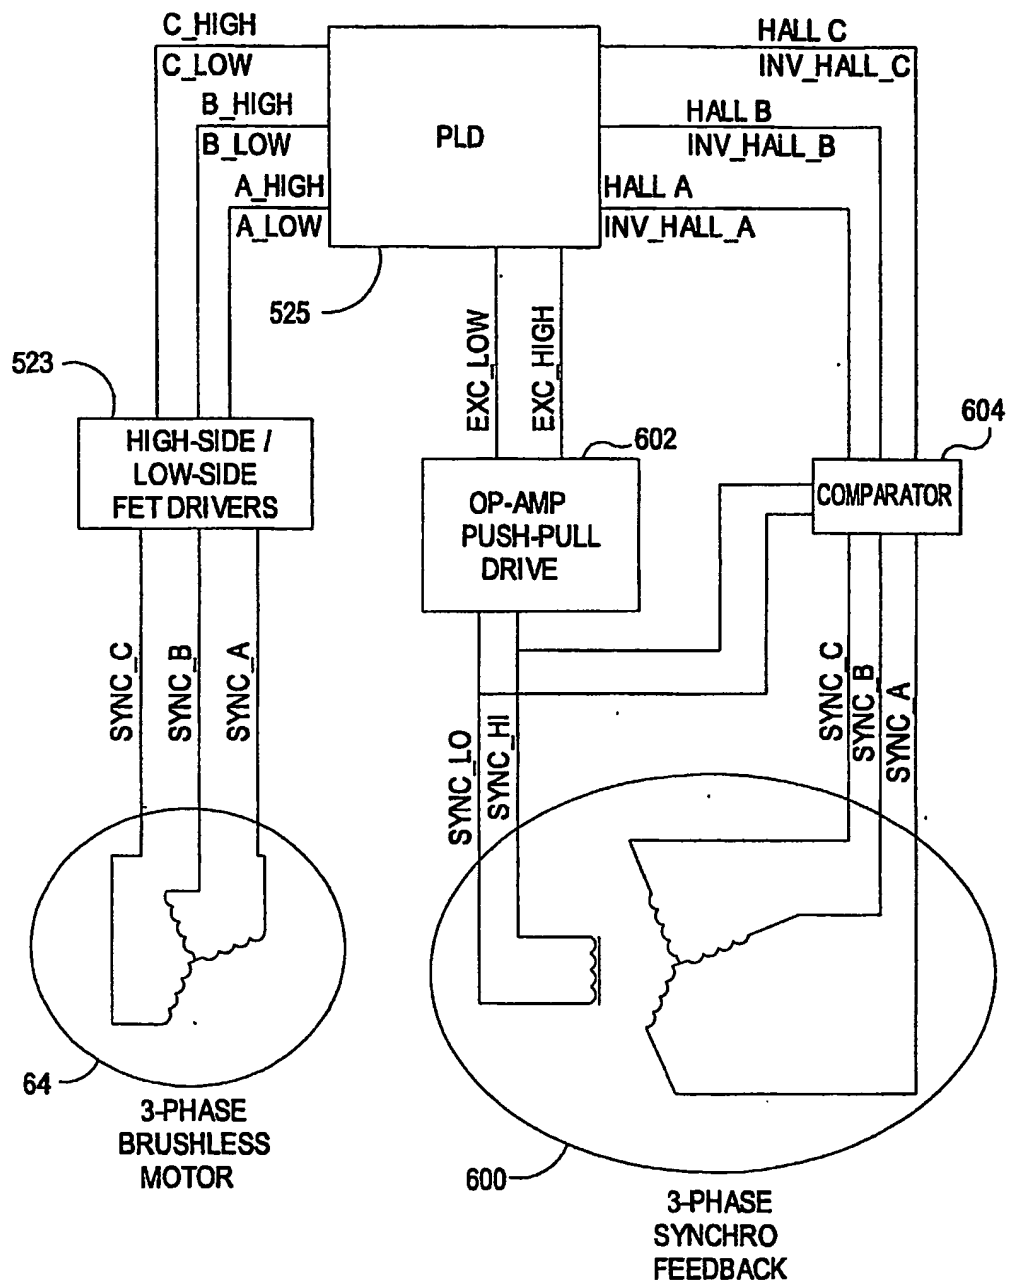 C_HIGH
C_LOW
B_HIGH
B_LOW
A_HIGH
A_LOW
PLD
HALL C
INV_HALL_C
HALL B
INV_HALL_B
HALL A
INV_HALL_A
525
EXC_LOW
EXC_HIGH
523
HIGH-SIDE /
LOW-SIDE
FET DRIVERS
602
OP-AMP
PUSH-PULL
DRIVE
604
COMPARATOR
SYNC_C
SYNC_B
SYNC_A
SYNC_LO
SYNC_HI
SYNC_C
SYNC_B
SYNC_A
64
3-PHASE
BRUSHLESS
MOTOR
600
3-PHASE
SYNCHRO
FEEDBACK